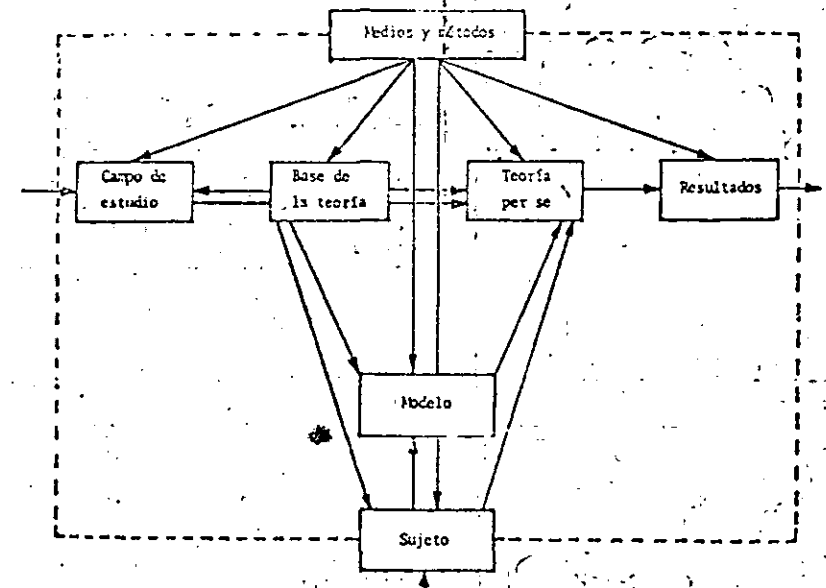 Medios y métodos
Campo de
estudio
Base de
la teoría
Teoría
per se
Resultados
Modelo
Sujeto